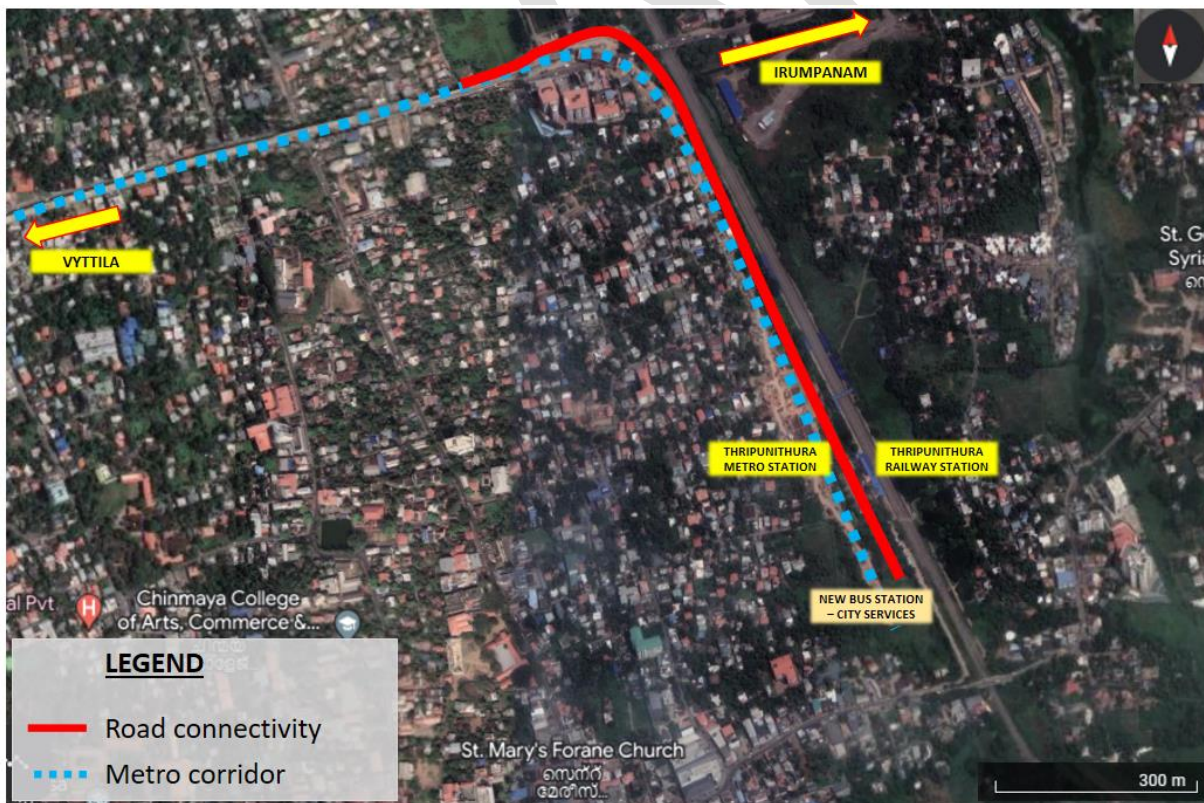 IRUMPANAM
VYTTILA
St. G
Syria
THRIPUNITHURA
METRO STATION
THRIPUNITHURA
RAILWAY STATION
NEW BUS STATION
– CITY SERVICES
al Pvt.
H
Chinmaya College
of Arts, Commerce &...
LEGEND
Road connectivity
Metro corridor
St. Mary's Forane Church
സെന്റ്
മേരീസ്...
300 m